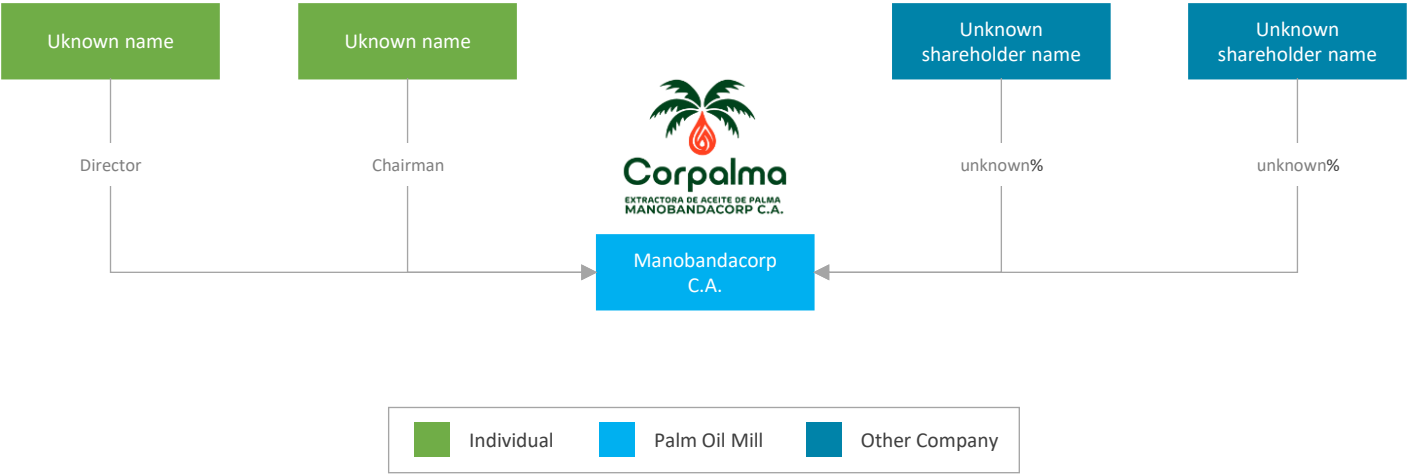 Uknown name
Uknown name
Unknown
shareholder name
Unknown
shareholder name
Director
Chairman
unknown%
unknown%
Corpalma
EXTRACTORA DE ACEITE DE PALMA
MANOBANDACORP C.A.
Manobandacorp
C.A.
Individual
Palm Oil Mill
Other Company